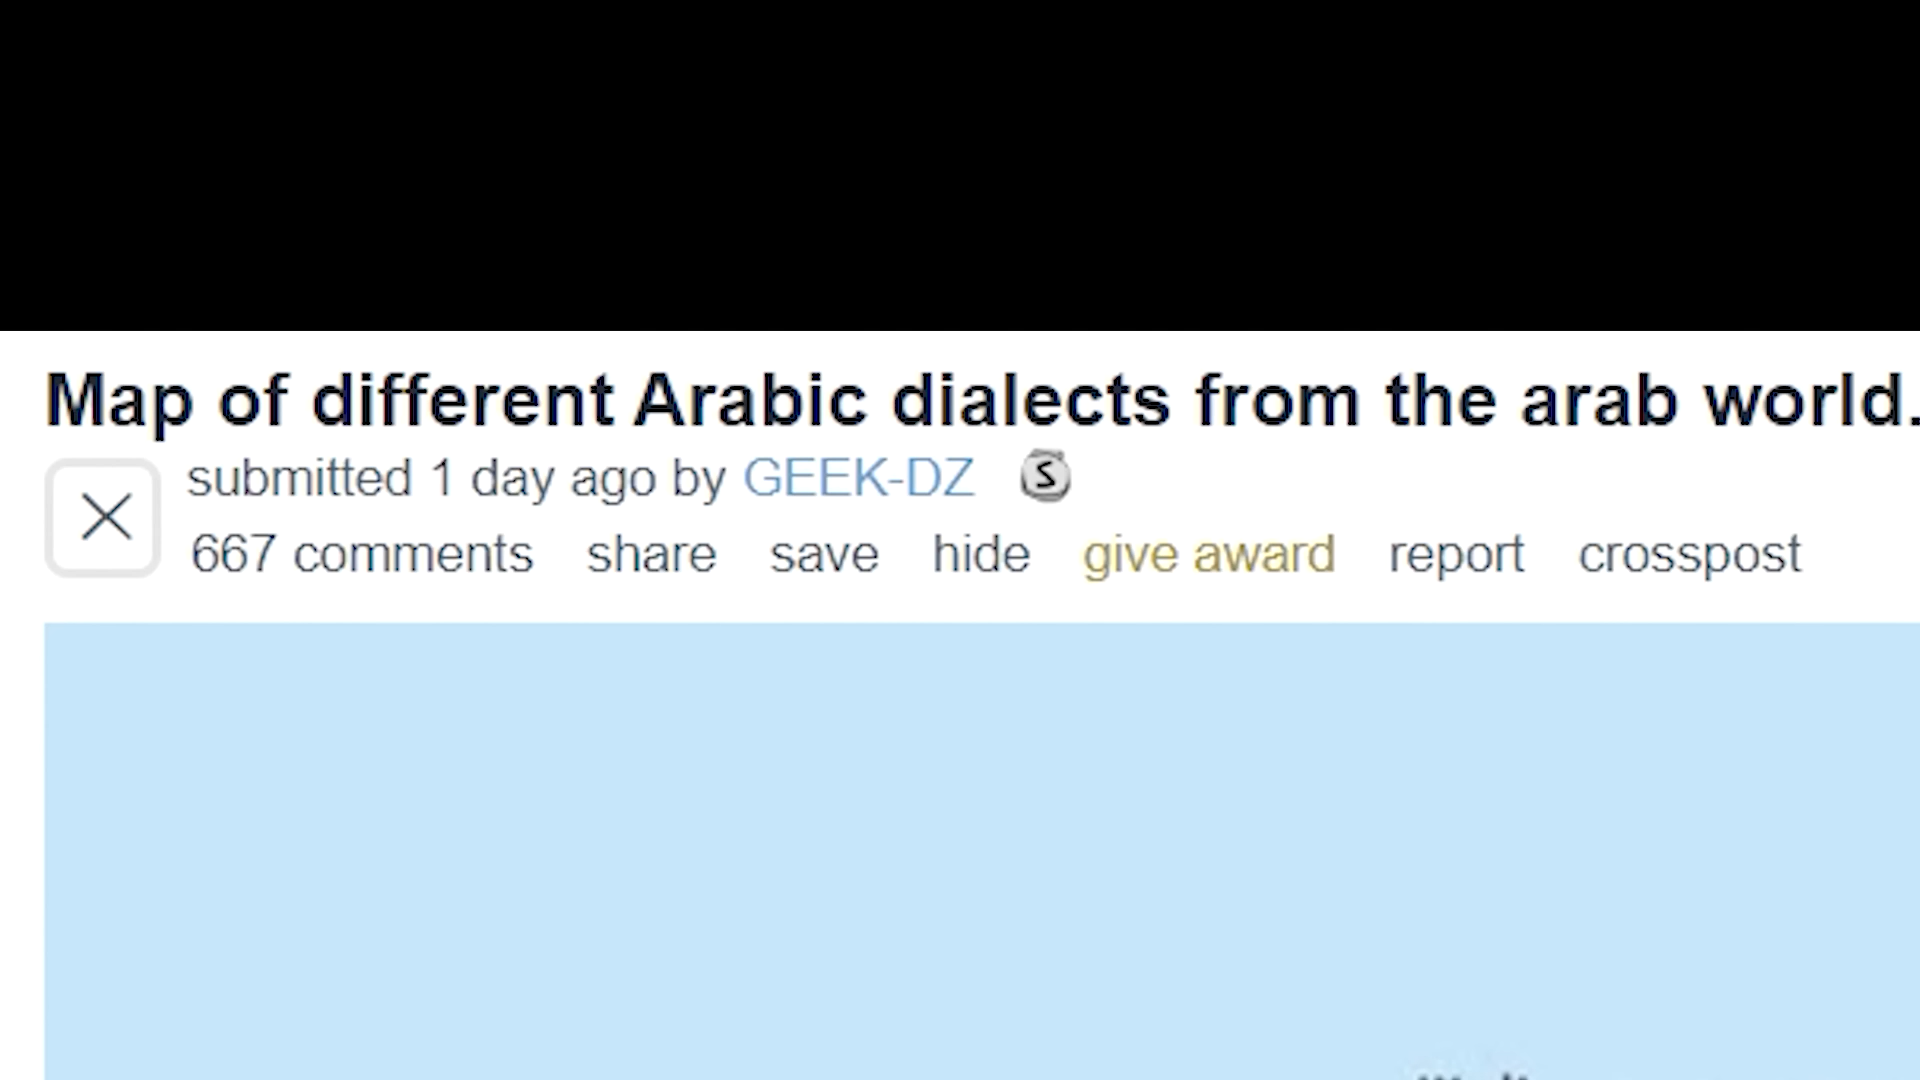 Map of different Arabic dialects from the arab world.
submitted 1 day ago by GEEK-DZ S
667 comments share save hide give award report crosspost